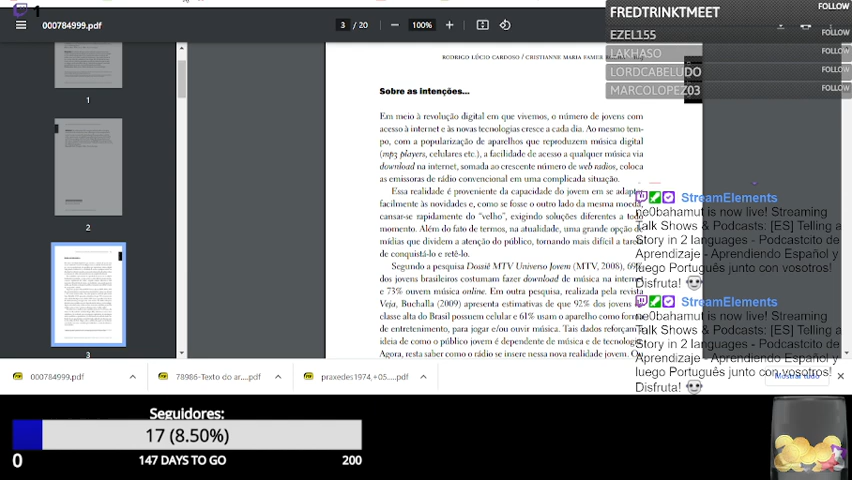 1
000784999.pdf
3 / 20
100%
1
2
3
RODRIGO LÚCIO CARDOSO / CRISTIANNE MARIA FAMER
Sobre as intenções...
Em meio à revolução digital em que vivemos, o número de jovens com
acesso à internet e às novas tecnologias cresce a cada dia. Ao mesmo tem-
po, com a popularização de aparelhos que reproduzem música digital
(mp3 players, celulares etc.), a facilidade de acesso a qualquer música via
download na internet, somada ao crescente número de web radios, coloca
as emissoras de rádio convencional em uma complicada situação.
Essa realidade é proveniente da capacidade do jovem em se adaptar
facilmente às novidades e, como se fosse o outro lado da mesma moeda,
cansar-se rapidamente do "velho", exigindo soluções diferentes a todo
momento. Além do fato de termos, na atualidade, uma grande opção de
mídias que dividem a atenção do público, tornando mais difícil a tarefa
de conquistá-lo e retê-lo.
Segundo a pesquisa Dossiê MTV Universo Jovem (MTV, 2008), 69%
dos jovens brasileiros costumam fazer download de música na internet
e 73% ouvem música online. Em outra pesquisa, realizada pela revista
Veja, Buchalla (2009) apresenta estimativas de que 92% dos jovens
classe alta do Brasil possuem celular e 61% usam o aparelho como forma
de entretenimento, para jogar e/ou ouvir música. Tais dados reforçam
ideia de como o público jovem é dependente de música e de tecnologia.
Agora, resta saber como o rádio se insere nessa nova realidade jovem.
FREDTRINKTMEET FOLLOW
EZEL155 FOLLOW
LAKHASO FOLLOW
LORDCABELUDO FOLLOW
MARCOLOPEZ03 FOLLOW
StreamElements
ne0bahamut is now live! Streaming
Talk Shows & Podcasts: [ES] Telling a
Story in 2 languages - Podcastcito de
Aprendizaje - Aprendiendo Español y
luego Português junto con vosotros!
Disfruta!
StreamElements
ne0bahamut is now live! Streaming
Talk Shows & Podcasts: [ES] Telling a
Story in 2 languages - Podcastcito de
Aprendizaje - Aprendiendo Español y
luego Português junto con vosotros!
Disfruta!
000784999.pdf
78986-Texto do ar....pdf
praxedes1974,+05....pdf
Mostrar tudo
Seguidores:
17 (8.50%)
0 147 DAYS TO GO 200